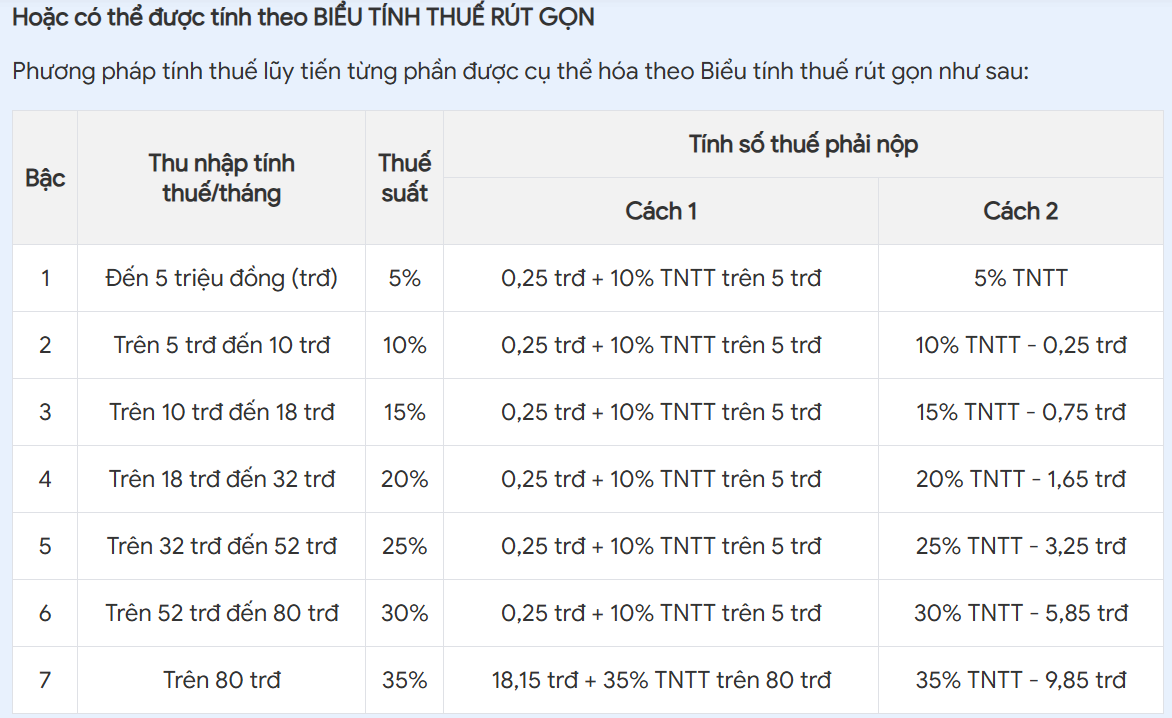 Hoặc có thể được tính theo BIỂU TÍNH THUẾ RÚT GỌN
Phương pháp tính thuế lũy tiến từng phần được cụ thể hóa theo Biểu tính thuế rút gọn như sau:
Bậc
Thu nhập tính
thuế/tháng
Thuế
suất
Tính số thuế phải nộp
Cách 1
Cách 2
1 Đến 5 triệu đồng (trđ) 5% 0,25 trđ + 10% TNTT trên 5 trđ 5% TNTT
2 Trên 5 trđ đến 10 trđ 10% 0,25 trđ + 10% TNTT trên 5 trđ 10% TNTT - 0,25 trđ
3 Trên 10 trđ đến 18 trđ 15% 0,25 trđ + 10% TNTT trên 5 trđ 15% TNTT - 0,75 trđ
4 Trên 18 trđ đến 32 trđ 20% 0,25 trđ + 10% TNTT trên 5 trđ 20% TNTT - 1,65 trđ
5 Trên 32 trđ đến 52 trđ 25% 0,25 trđ + 10% TNTT trên 5 trđ 25% TNTT - 3,25 trđ
6 Trên 52 trđ đến 80 trđ 30% 0,25 trđ + 10% TNTT trên 5 trđ 30% TNTT - 5,85 trđ
7 Trên 80 trđ 35% 18,15 trđ + 35% TNTT trên 80 trđ 35% TNTT - 9,85 trđ